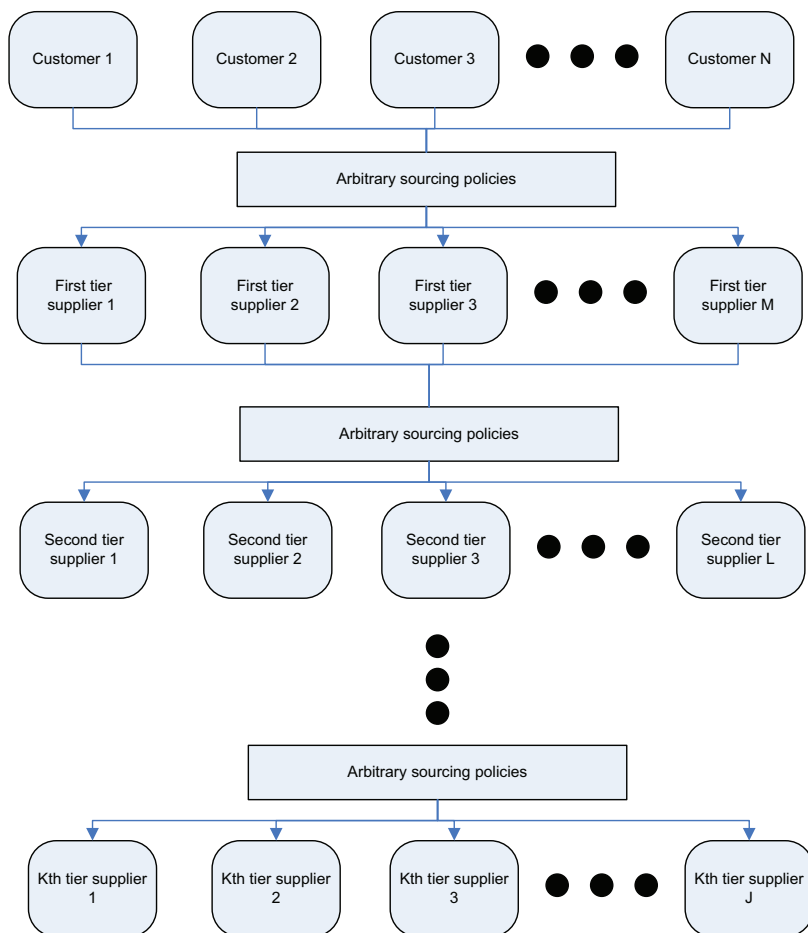 Customer 1
Customer 2
Customer 3
Customer N
Arbitrary sourcing policies
First tier
supplier 1
First tier
supplier 2
First tier
supplier 3
First tier
supplier M
Arbitrary sourcing policies
Second tier
supplier 1
Second tier
supplier 2
Second tier
supplier 3
Second tier
supplier L
Arbitrary sourcing policies
Kth tier supplier
1
Kth tier supplier
2
Kth tier supplier
3
Kth tier supplier
J